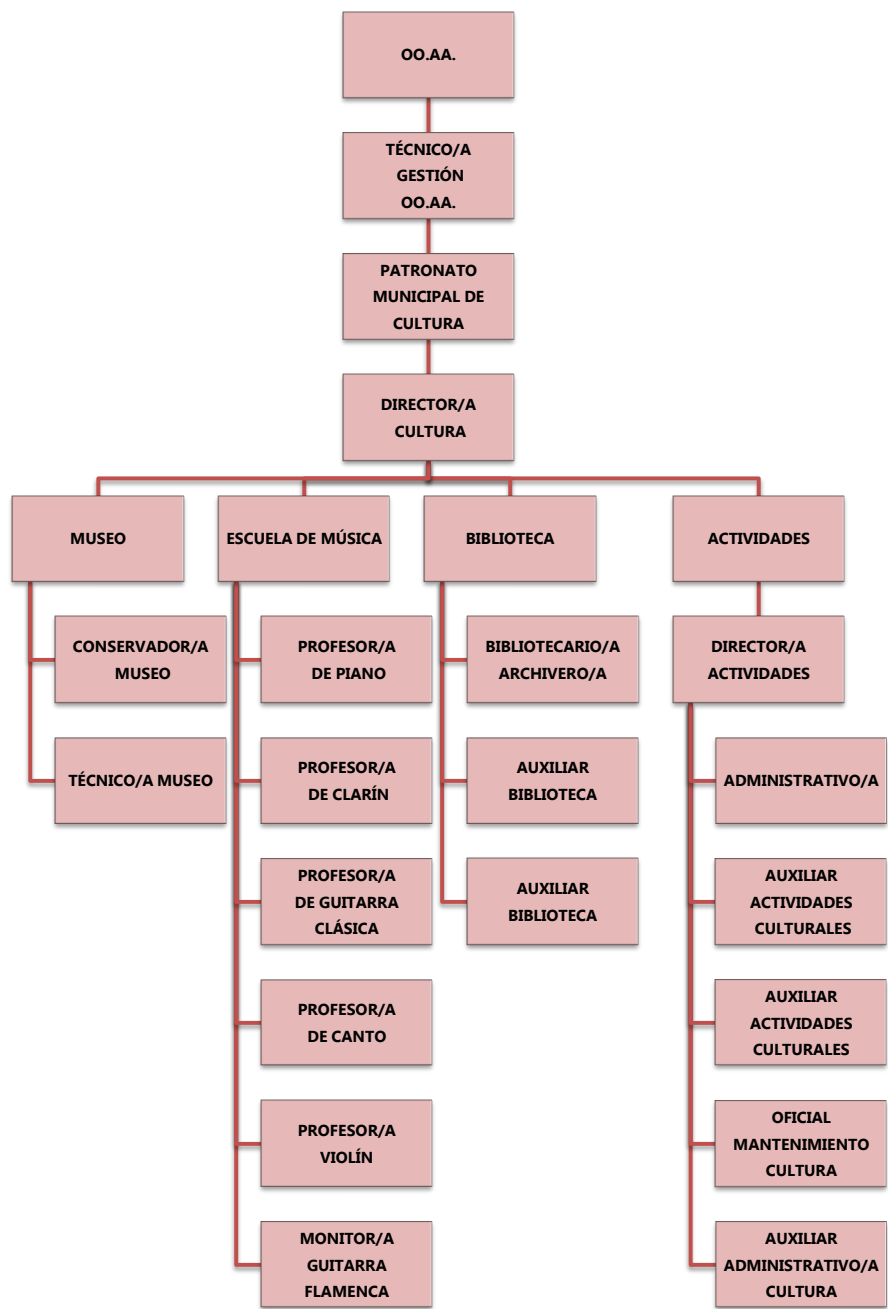 OO.AA.
TÉCNICO/A
GESTIÓN
OO.AA.
PATRONATO
MUNICIPAL DE
CULTURA
DIRECTOR/A
CULTURA
MUSEO
CONSERVADOR/A
MUSEO
TÉCNICO/A MUSEO
ESCUELA DE MÚSICA
PROFESOR/A
DE PIANO
PROFESOR/A
DE CLARÍN
PROFESOR/A
DE GUITARRA
CLÁSICA
PROFESOR/A
DE CANTO
PROFESOR/A
VIOLÍN
MONITOR/A
GUITARRA
FLAMENCA
BIBLIOTECA
BIBLIOTECARIO/A
ARCHIVERO/A
AUXILIAR
BIBLIOTECA
AUXILIAR
BIBLIOTECA
ACTIVIDADES
DIRECTOR/A
ACTIVIDADES
ADMINISTRATIVO/A
AUXILIAR
ACTIVIDADES
CULTURALES
AUXILIAR
ACTIVIDADES
CULTURALES
OFICIAL
MANTENIMIENTO
CULTURA
AUXILIAR
ADMINISTRATIVO/A
CULTURA